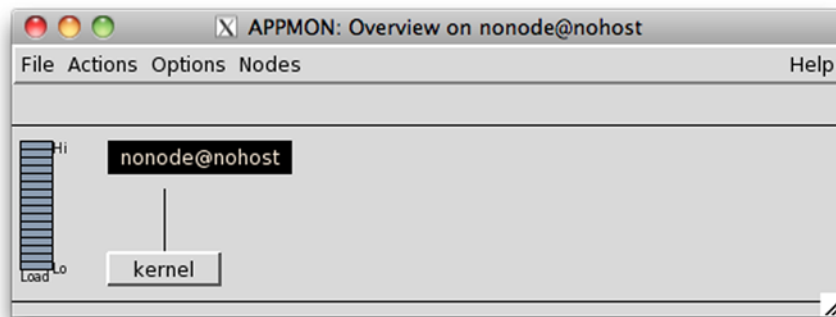 APPMON: Overview on nonode@nohost
File Actions Options Nodes Help
Hi
nonode@nohost
Lo
Load
kernel